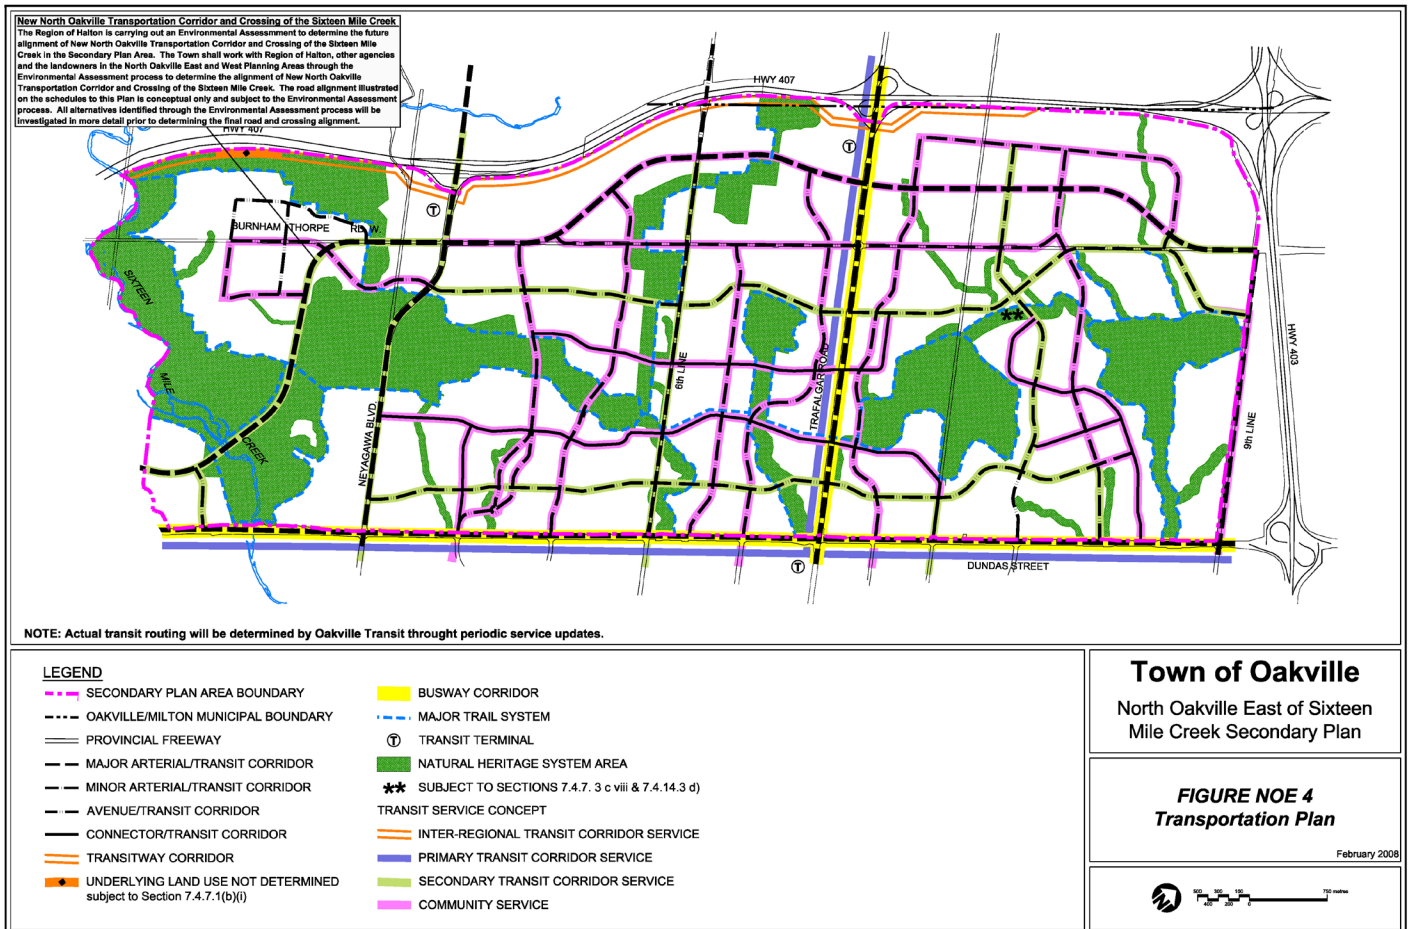 New North Oakville Transportation Corridor and Crossing of the Sixteen Mile Creek
The Region of Halton is carrying out an Environmental Assessmment to determine the future
alignment of New North Oakville Transportation Corridor and Crossing of the Sixteen Mile
Creek in the Secondary Plan Area. The Town shall work with Region of Halton, other agencies
and the landowners in the North Oakville East and West Planning Areas through the
Environmental Assessment process to determine the alignment of New North Oakville
Transportation Corridor and Crossing of the Sixteen Mile Creek. The road alignment illustrated
on the schedules to this Plan is conceptual only and subject to the Environmental Assessment
process. All alternatives identified through the Environmental Assessment process will be
investigated in more detail prior to determining the final road and crossing alignment.
HWY 407
HWY 407
T
T
BURNHAM THORPE RD. W.
SIXTEEN
MILE
CREEK
NEYAGAWA BLVD.
6th LINE
TRAFALGAR ROAD
**
HWY 403
9th LINE
T
DUNDAS STREET
NOTE: Actual transit routing will be determined by Oakville Transit throught periodic service updates.
LEGEND
SECONDARY PLAN AREA BOUNDARY
OAKVILLE/MILTON MUNICIPAL BOUNDARY
PROVINCIAL FREEWAY
MAJOR ARTERIAL/TRANSIT CORRIDOR
MINOR ARTERIAL/TRANSIT CORRIDOR
AVENUE/TRANSIT CORRIDOR
CONNECTOR/TRANSIT CORRIDOR
TRANSITWAY CORRIDOR
UNDERLYING LAND USE NOT DETERMINED
subject to Section 7.4.7.1(b)(i)
BUSWAY CORRIDOR
MAJOR TRAIL SYSTEM
T TRANSIT TERMINAL
NATURAL HERITAGE SYSTEM AREA
** SUBJECT TO SECTIONS 7.4.7. 3 c viii & 7.4.14.3 d)
TRANSIT SERVICE CONCEPT
INTER-REGIONAL TRANSIT CORRIDOR SERVICE
PRIMARY TRANSIT CORRIDOR SERVICE
SECONDARY TRANSIT CORRIDOR SERVICE
COMMUNITY SERVICE
Town of Oakville
North Oakville East of Sixteen
Mile Creek Secondary Plan
FIGURE NOE 4
Transportation Plan
February 2008
500 300 100 750 metres
400 200 0